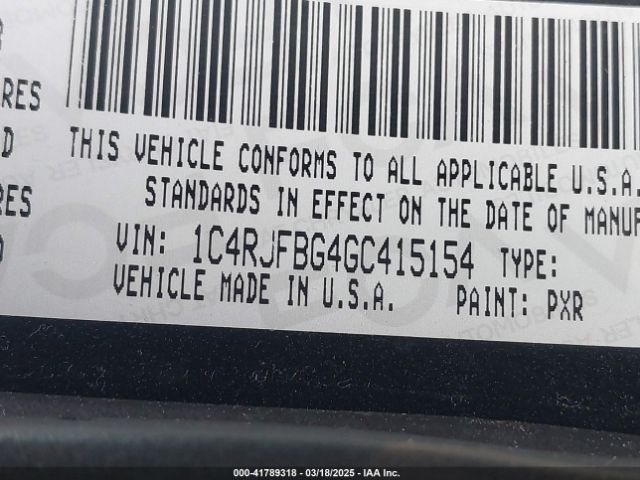 RES
D
RES
THIS VEHICLE CONFORMS TO ALL APPLICABLE U.S.A.
STANDARDS IN EFFECT ON THE DATE OF MANUF
VIN: 1C4RJFBG4GC415154 TYPE:
VEHICLE MADE IN U.S.A. PAINT: PXR
000-41789318 | 03/18/2025 | IAA Inc.